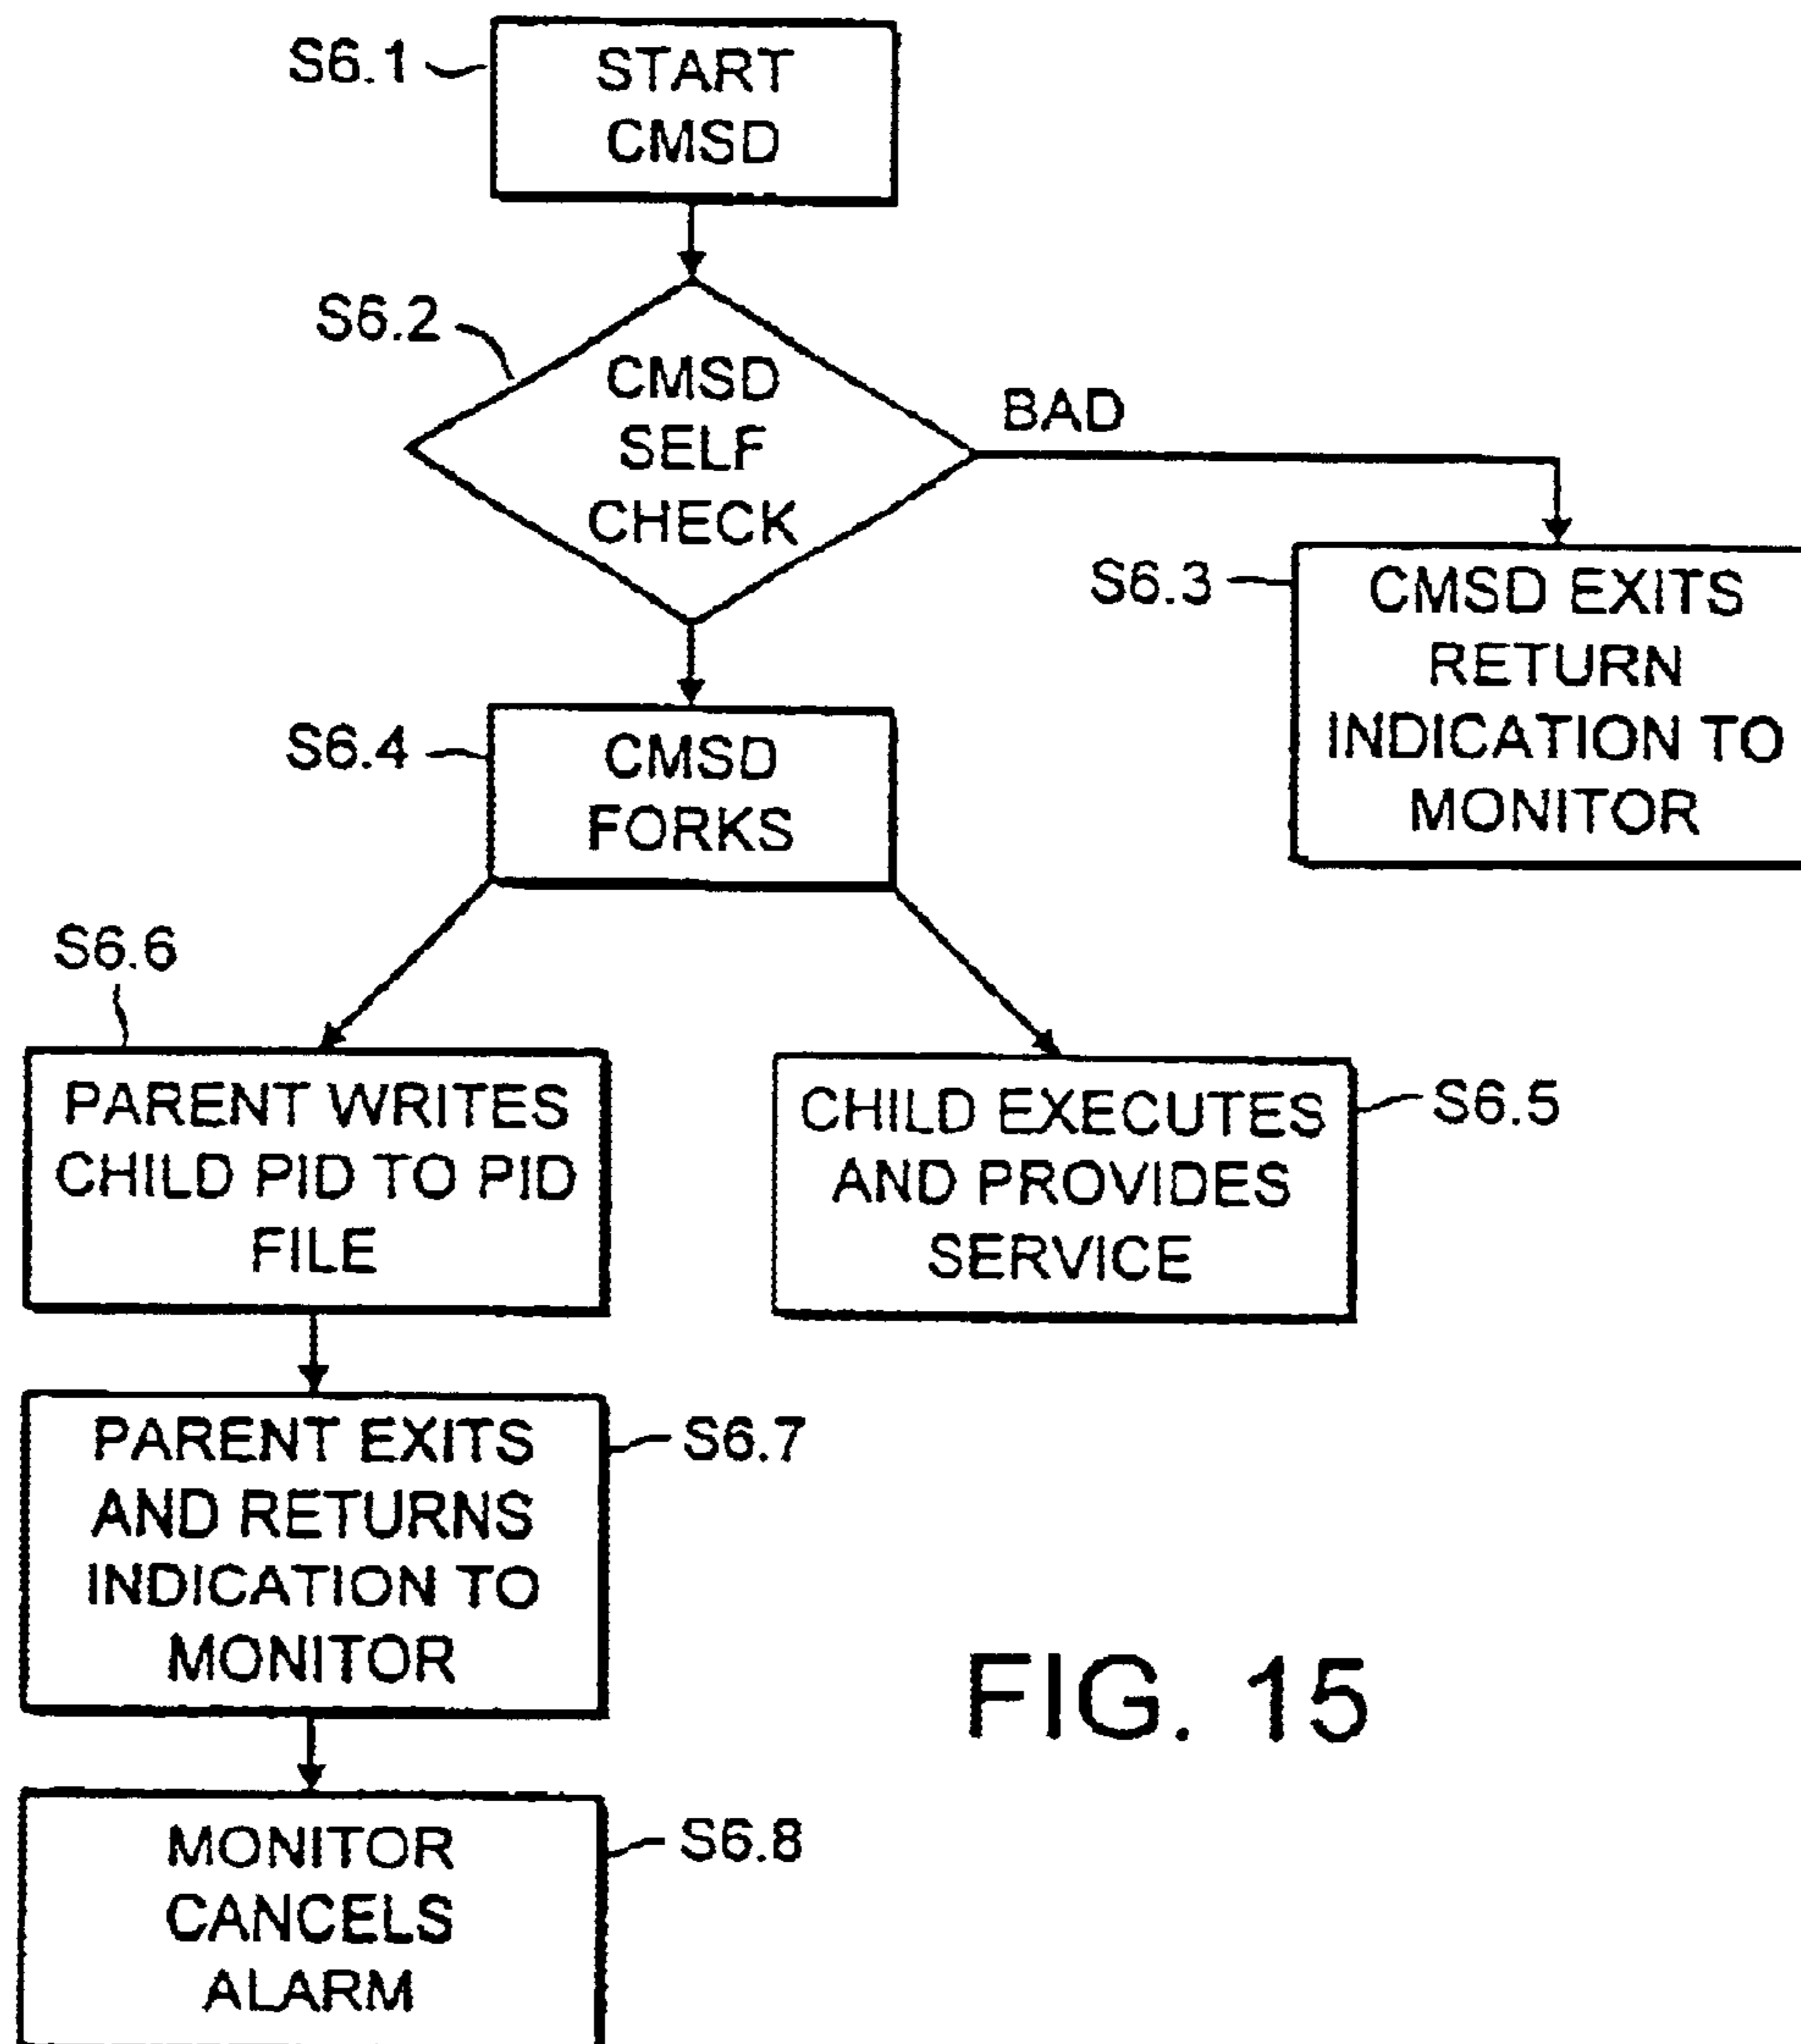 S6.1
START
CMSD
S6.2
CMSD
SELF
CHECK
BAD
S6.3
CMSD EXITS
RETURN
INDICATION TO
MONITOR
S6.4
CMSD
FORKS
S6.6
PARENT WRITES
CHILD PID TO PID
FILE
CHILD EXECUTES
AND PROVIDES
SERVICE
S6.5
PARENT EXITS
AND RETURNS
INDICATION TO
MONITOR
S6.7
MONITOR
CANCELS
ALARM
S6.8
FIG. 15